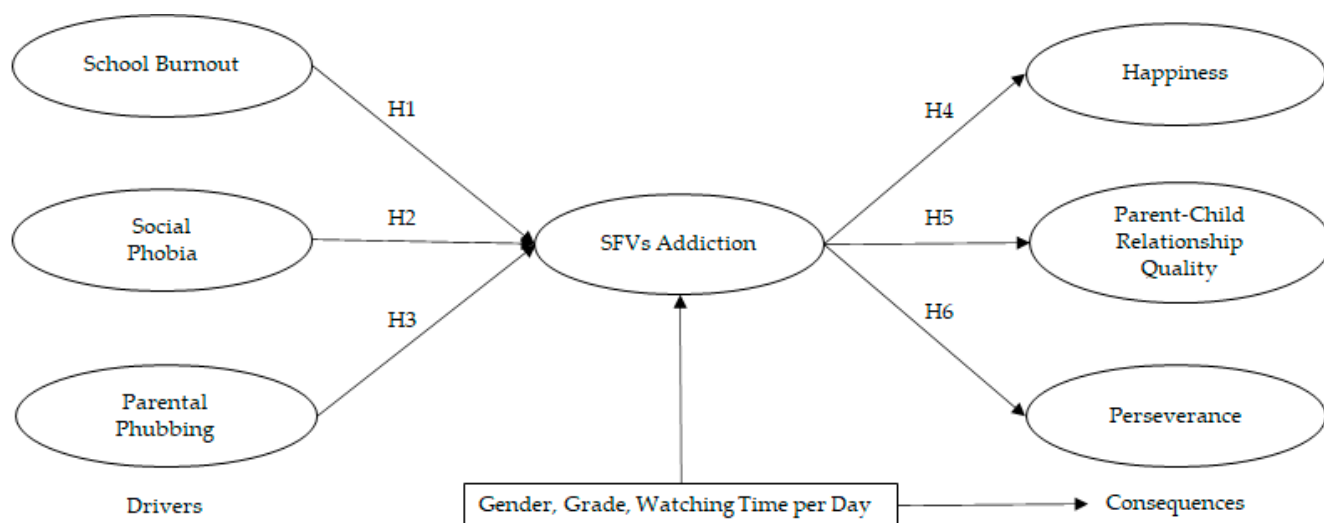 School Burnout
Happiness
H1
H4
Social
Phobia
H2
SFVs Addiction
H5
Parent-Child
Relationship
Quality
H3
H6
Parental
Phubbing
Perseverance
Drivers
Gender, Grade, Watching Time per Day
Consequences